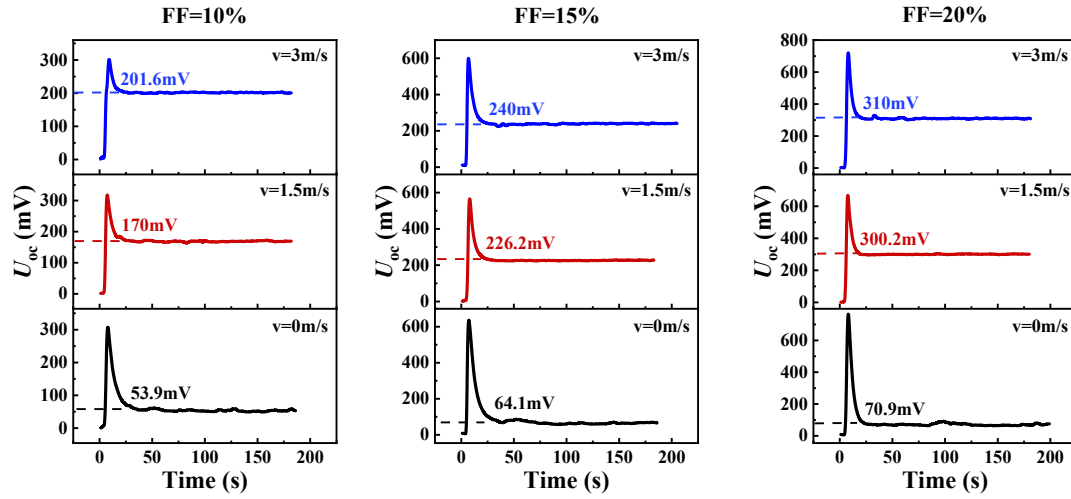 FF=10%
FF=15%
FF=20%
v=3m/s
201.6mV
300
200
100
0
v=1.5m/s
170mV
300
200
100
0
v=0m/s
53.9mV
300
200
100
0
Uoc (mV)
0 50 100 150 200
Time (s)
v=3m/s
240mV
600
400
200
0
v=1.5m/s
226.2mV
600
400
200
0
v=0m/s
64.1mV
600
400
200
0
Uoc (mV)
0 50 100 150 200
Time (s)
v=3m/s
310mV
800
600
400
200
0
v=1.5m/s
300.2mV
600
400
200
0
v=0m/s
70.9mV
600
400
200
0
Uoc (mV)
0 50 100 150 200
Time (s)